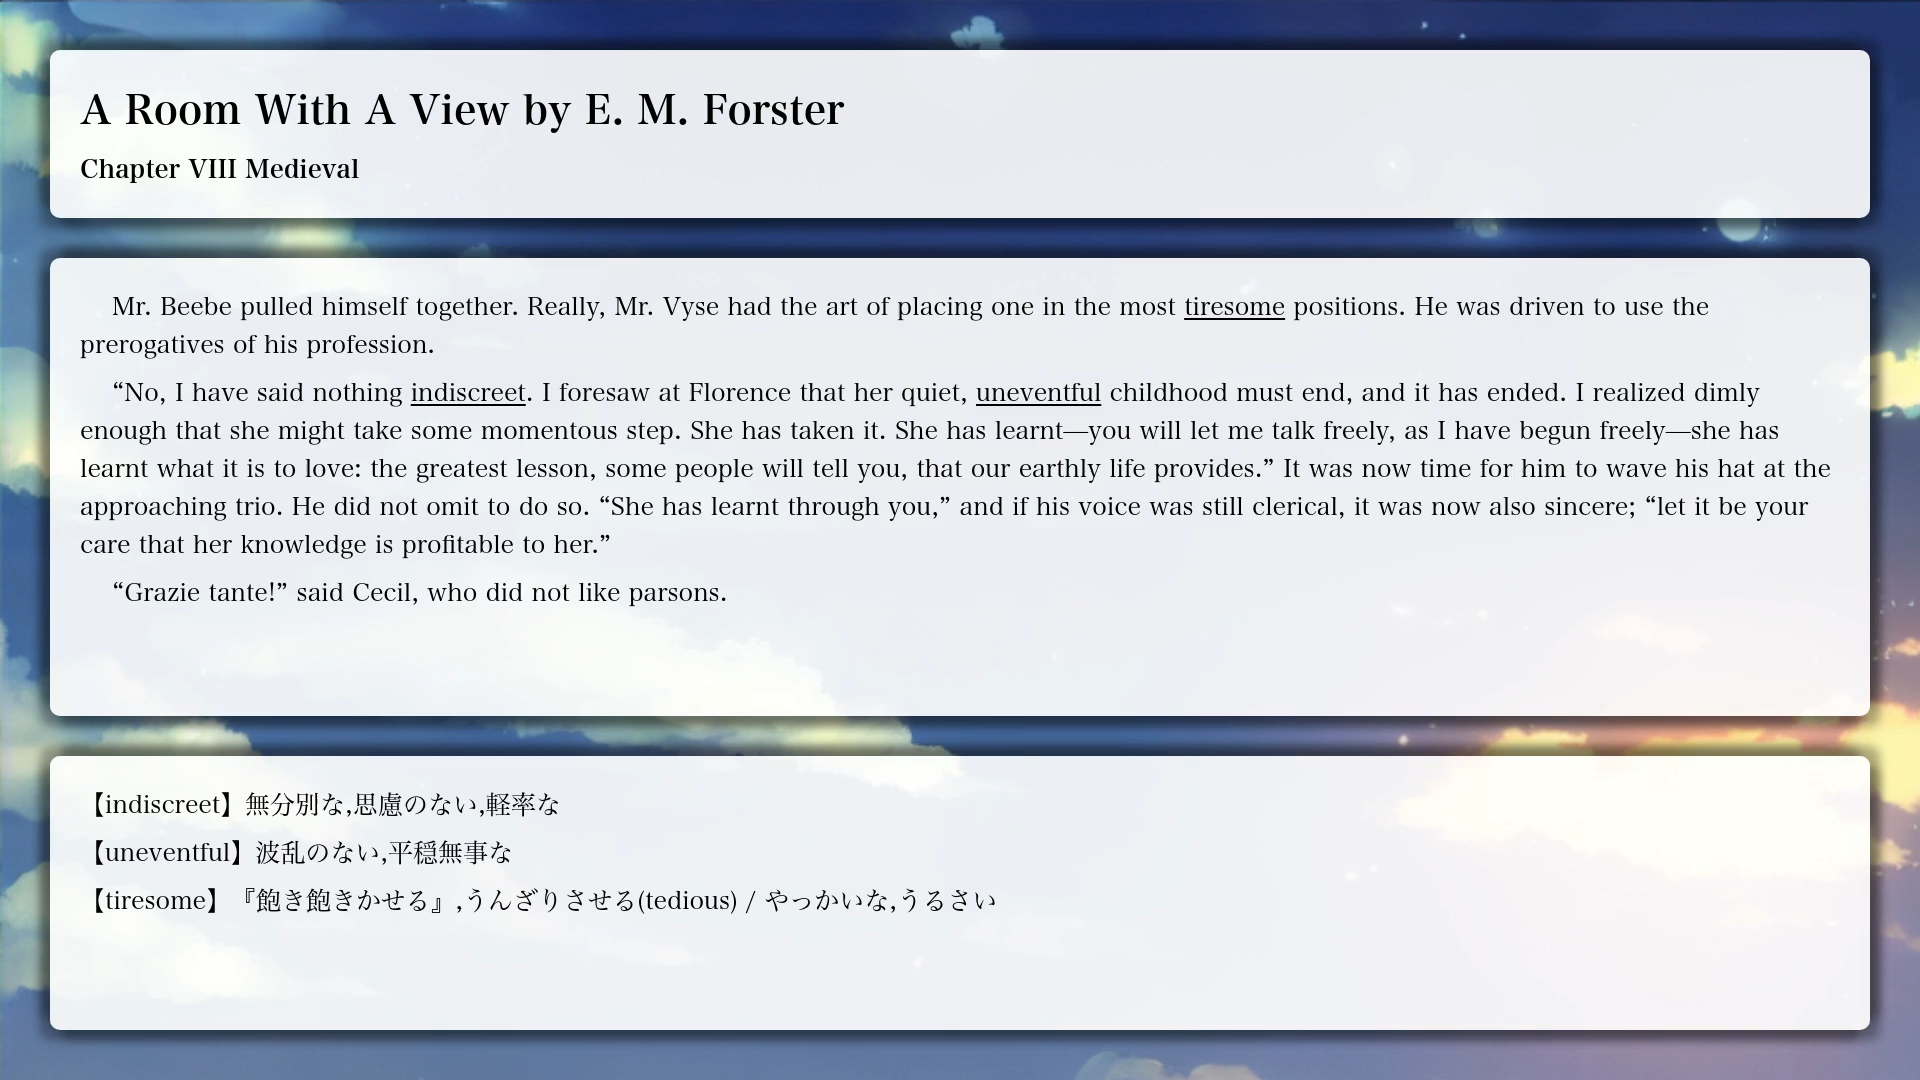 A Room With A View by E. M. Forster
Chapter VIII Medieval
Mr. Beebe pulled himself together. Really, Mr. Vyse had the art of placing one in the most tiresome positions. He was driven to use the
prerogatives of his profession.
“No, I have said nothing indiscreet. I foresaw at Florence that her quiet, uneventful childhood must end, and it has ended. I realized dimly
enough that she might take some momentous step. She has taken it. She has learnt—you will let me talk freely, as I have begun freely—she has
learnt what it is to love: the greatest lesson, some people will tell you, that our earthly life provides.” It was now time for him to wave his hat at the
approaching trio. He did not omit to do so. “She has learnt through you,” and if his voice was still clerical, it was now also sincere; “let it be your
care that her knowledge is profitable to her.”
“Grazie tante!” said Cecil, who did not like parsons.
【indiscreet】無分別な,思慮のない,軽率な
【uneventful】波乱のない,平穏無事な
【tiresome】『飽き飽きかせる』,うんざりさせる(tedious) / やっかいな,うるさい